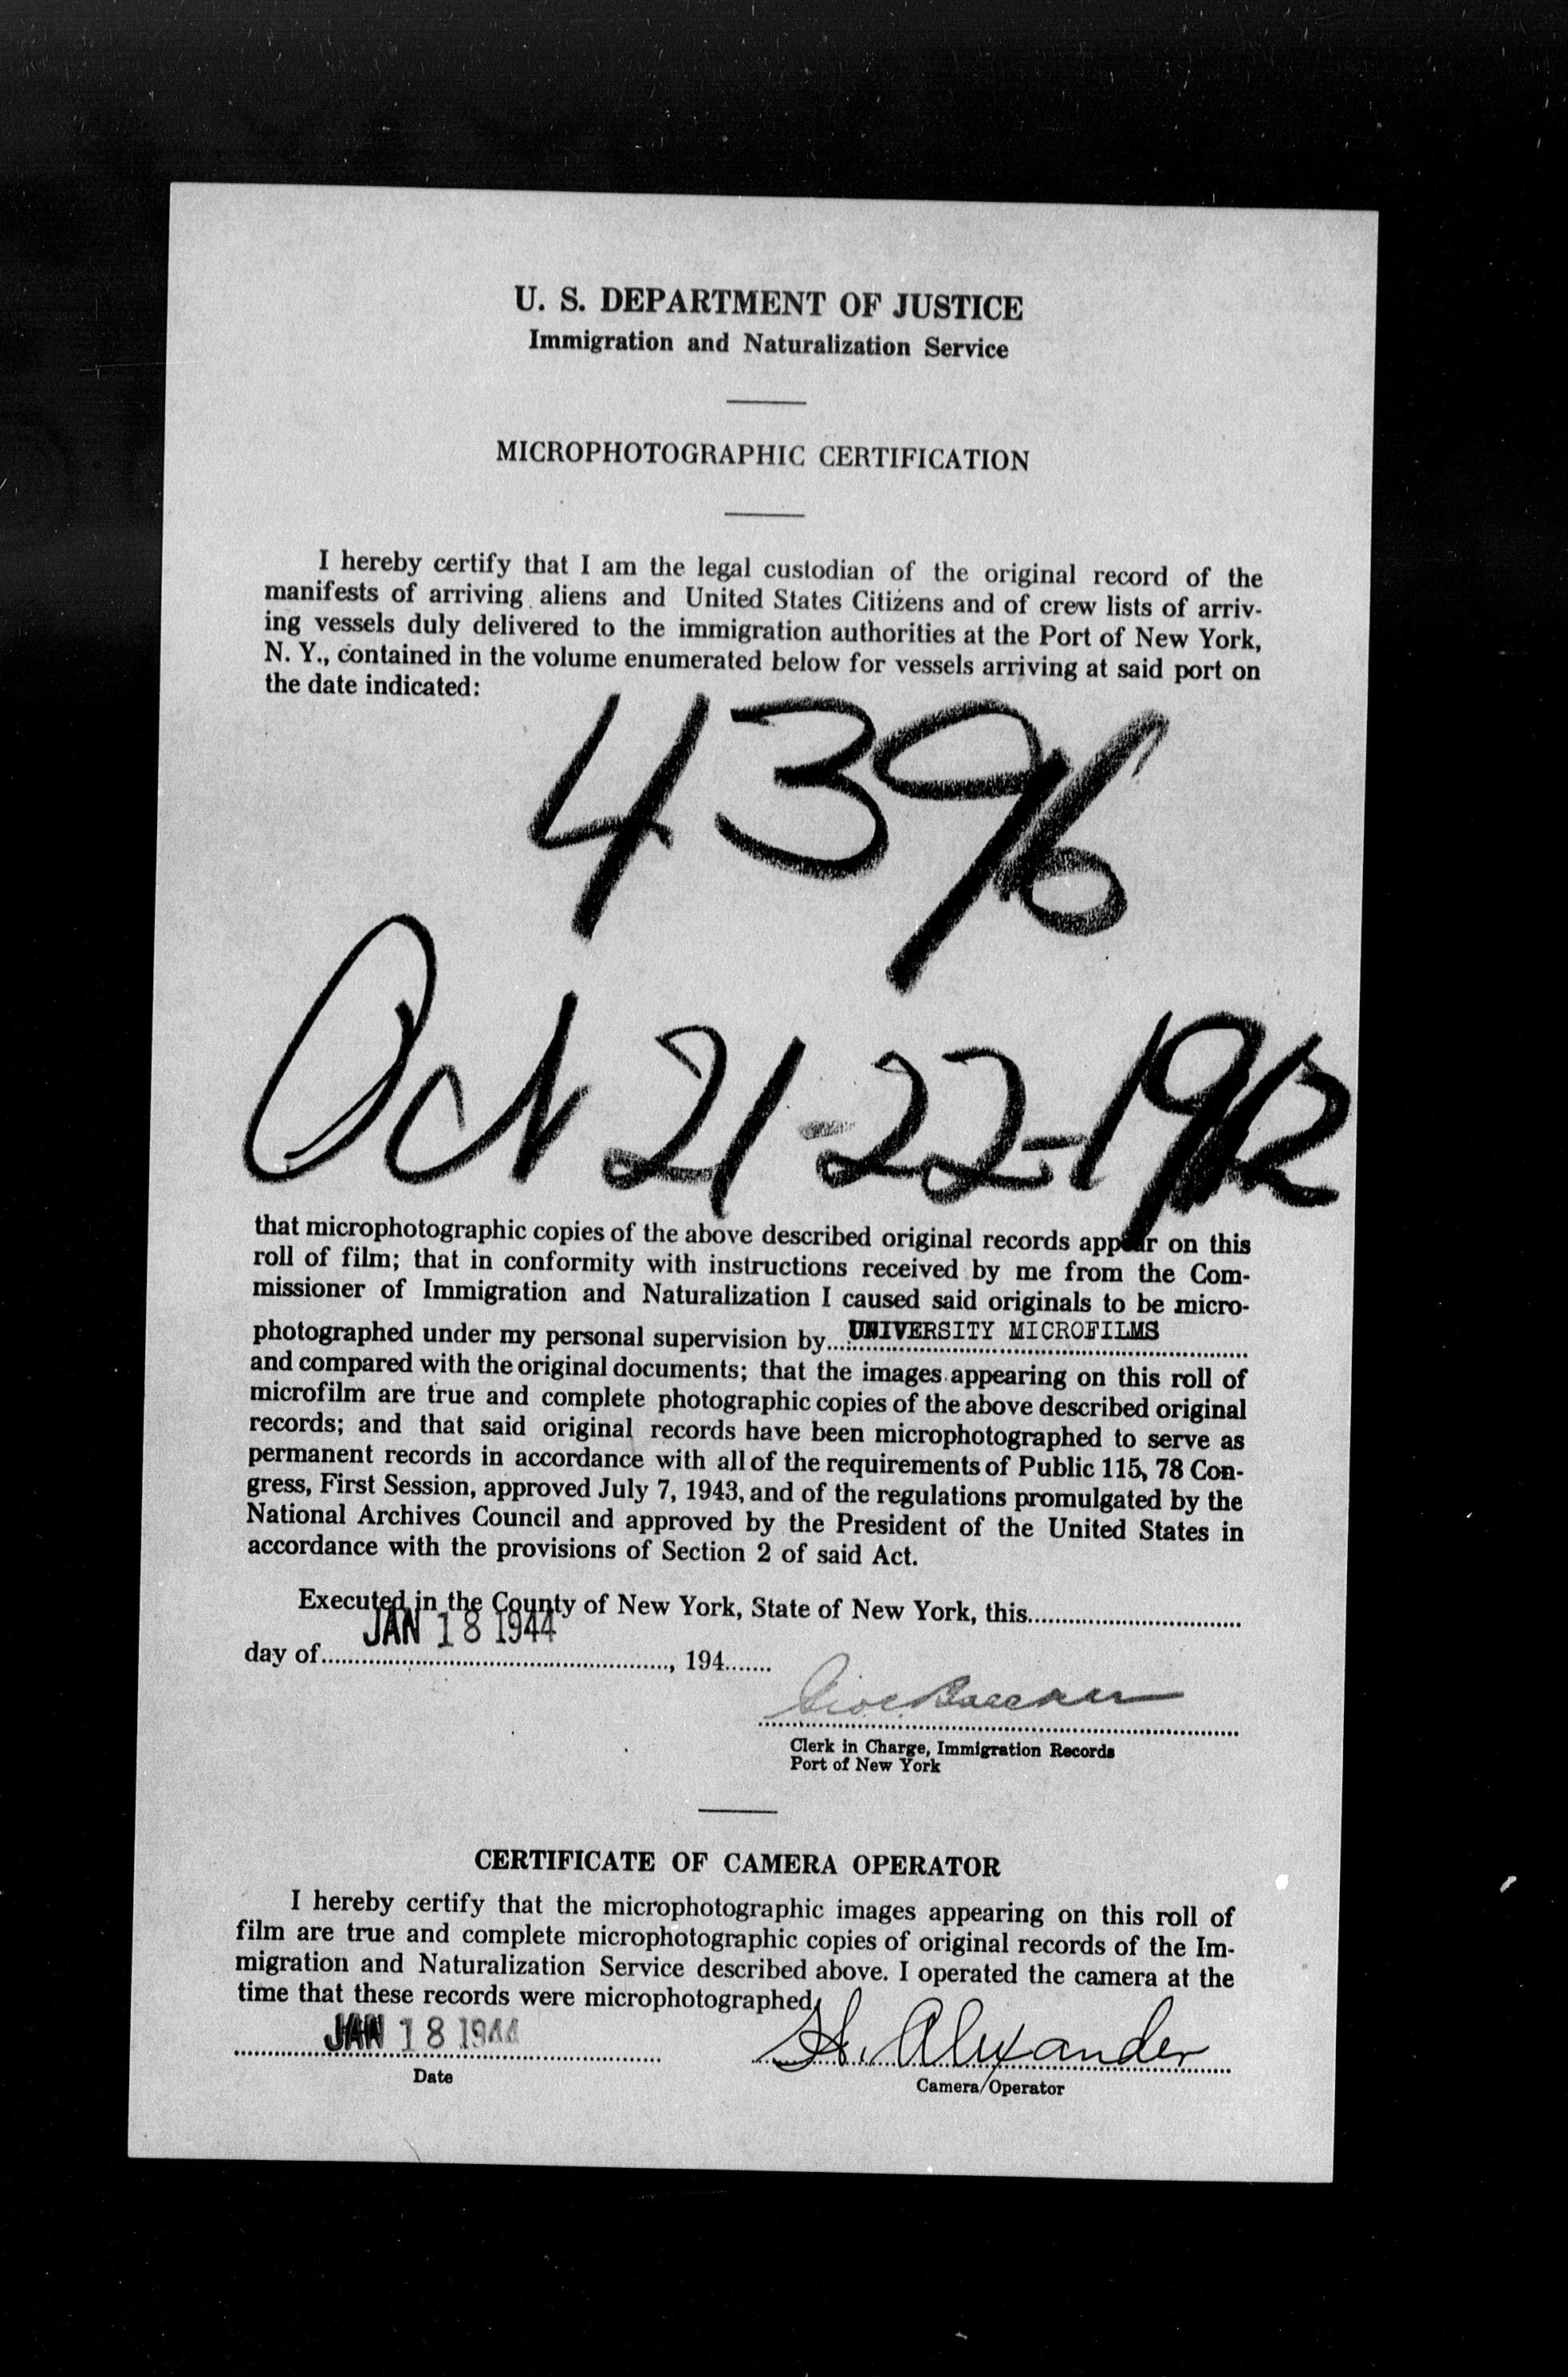 U. S. DEPARTMENT OF JUSTICE
Immigration and Naturalization Service
MICROPHOTOGRAPHIC CERTIFICATION
I hereby certify that I am the legal custodian of the original record of the
manifests of arriving aliens and United States Citizens and of crew lists of arriv-
ing vessels duly delivered to the immigration authorities at the Port of New York,
N. Y., contained in the volume enumerated below for vessels arriving at said port on
the date indicated:
4396
Oct 21-22-1912
that microphotographic copies of the above described original records appear on this
roll of film; that in conformity with instructions received by me from the Com-
missioner of Immigration and Naturalization I caused said originals to be micro-
photographed under my personal supervision by UNIVERSITY MICROFILMS
and compared with the original documents; that the images appearing on this roll of
microfilm are true and complete photographic copies of the above described original
records; and that said original records have been microphotographed to serve as
permanent records in accordance with all of the requirements of Public 115, 78 Con-
gress, First Session, approved July 7, 1943, and of the regulations promulgated by the
National Archives Council and approved by the President of the United States in
accordance with the provisions of Section 2 of said Act.
Executed in the County of New York, State of New York, this
JAN 18 1944
day of , 194
Clerk in Charge, Immigration Records
Port of New York
CERTIFICATE OF CAMERA OPERATOR
I hereby certify that the microphotographic images appearing on this roll of
film are true and complete microphotographic copies of original records of the Im-
migration and Naturalization Service described above. I operated the camera at the
time that these records were microphotographed.
JAN 18 1944 H. Alexander
Date Camera Operator